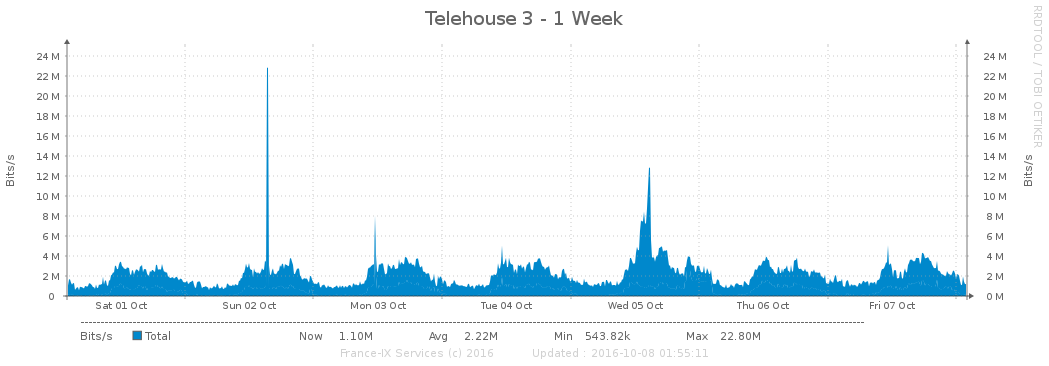 Telehouse 3 - 1 Week
RRDTOOL / TOBI OETIKER
24 M 24 M
22 M 22 M
20 M 20 M
18 M 18 M
16 M 16 M
14 M 14 M
12 M 12 M
10 M 10 M
8 M 8 M
6 M 6 M
4 M 4 M
2 M 2 M
0 0 M
Bits/s
Bits/s
Sat 01 Oct Sun 02 Oct Mon 03 Oct Tue 04 Oct Wed 05 Oct Thu 06 Oct Fri 07 Oct
Bits/s Total Now 1.10M Avg 2.22M Min 543.82k Max 22.80M
France-IX Services (c) 2016 Updated : 2016-10-08 01:55:11